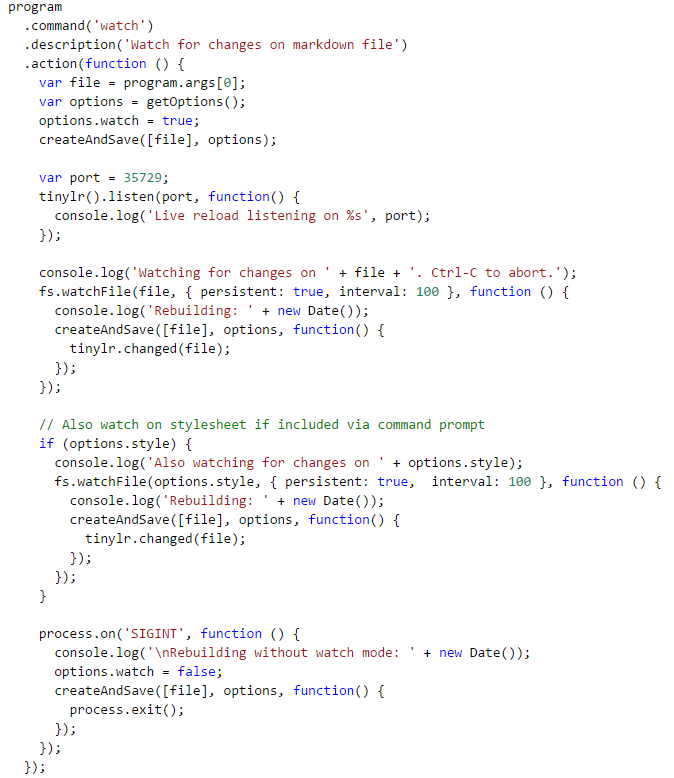 program
  .command('watch')
  .description('Watch for changes on markdown file')
  .action(function () {
    var file = program.args[0];
    var options = getOptions();
    options.watch = true;
    createAndSave([file], options);

    var port = 35729;
    tinylr().listen(port, function() {
      console.log('Live reload listening on %s', port);
    });

    console.log('Watching for changes on ' + file + '. Ctrl-C to abort.');
    fs.watchFile(file, { persistent: true, interval: 100 }, function () {
      console.log('Rebuilding: ' + new Date());
      createAndSave([file], options, function() {
        tinylr.changed(file);
      });
    });

    // Also watch on stylesheet if included via command prompt
    if (options.style) {
      console.log('Also watching for changes on ' + options.style);
      fs.watchFile(options.style, { persistent: true,  interval: 100 }, function () {
        console.log('Rebuilding: ' + new Date());
        createAndSave([file], options, function() {
          tinylr.changed(file);
        });
      });
    }

    process.on('SIGINT', function () {
      console.log('\nRebuilding without watch mode: ' + new Date());
      options.watch = false;
      createAndSave([file], options, function() {
        process.exit();
      });
    });
  });